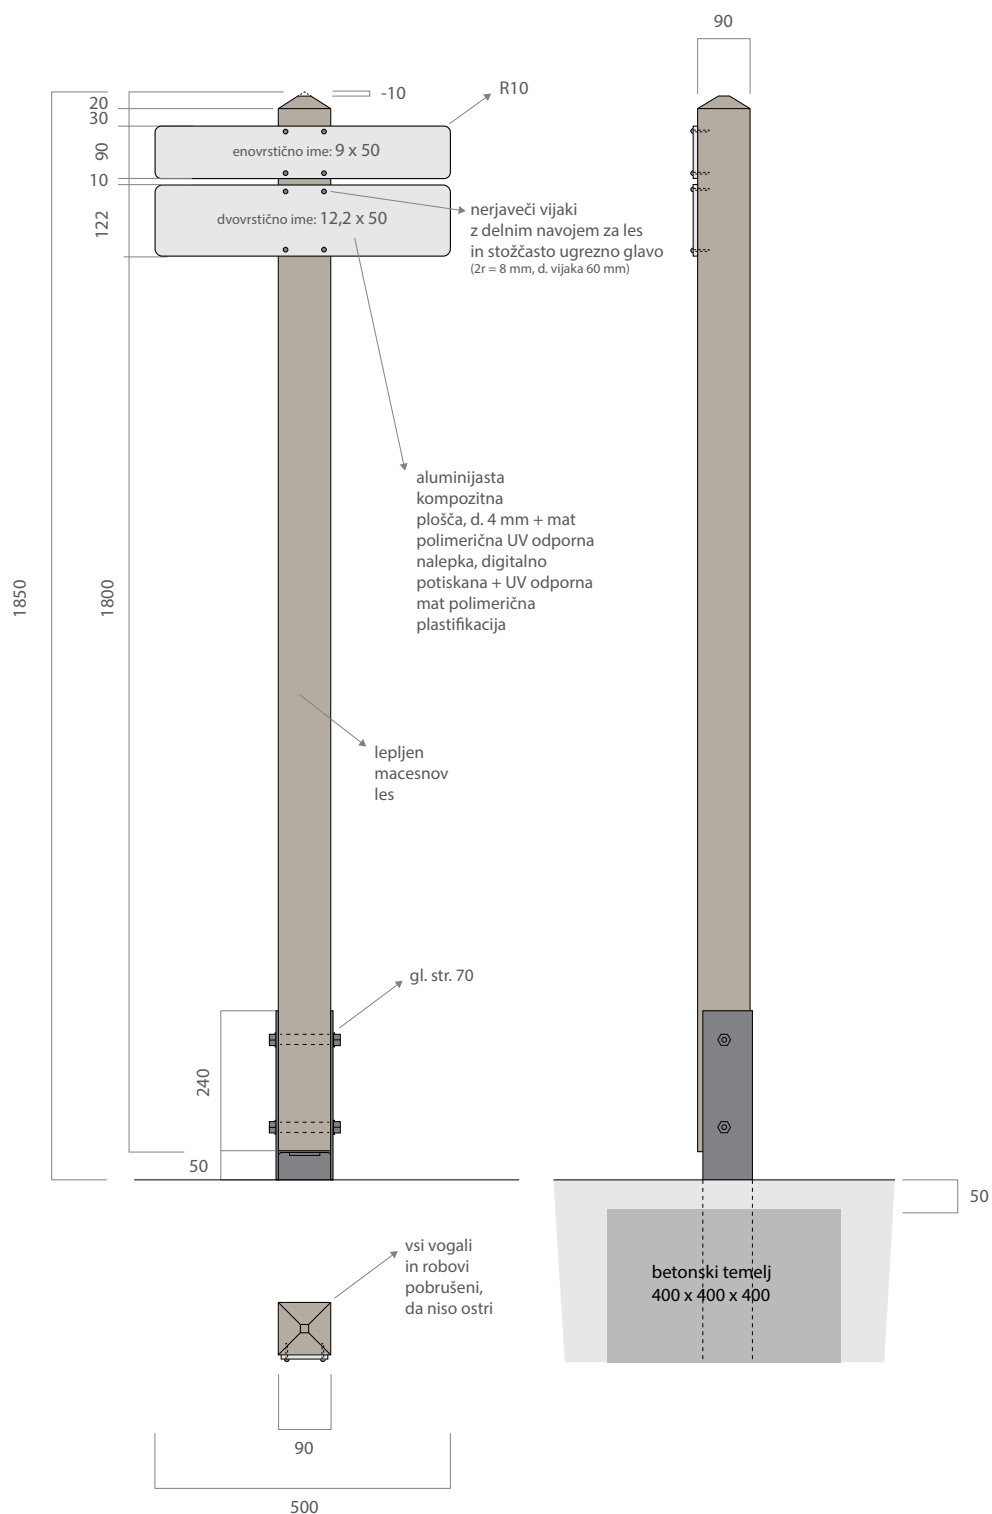 90
-10
R10
20
30
90
10
122
enovrstično ime: 9 x 50
dvovrstično ime: 12,2 x 50
nerjaveči vijaki
z delnim navojem za les
in stožčasto ugrezno glavo
(2r = 8 mm, d. vijaka 60 mm)
aluminijasta
kompozitna
plošča, d. 4 mm + mat
polimerična UV odporna
nalepka, digitalno
potiskana + UV odporna
mat polimerična
plastifikacija
1850
1800
lepljen
macesnov
les
gl. str. 70
240
50
50
betonski temelj
400 x 400 x 400
vsi vogali
in robovi
pobrušeni,
da niso ostri
90
500